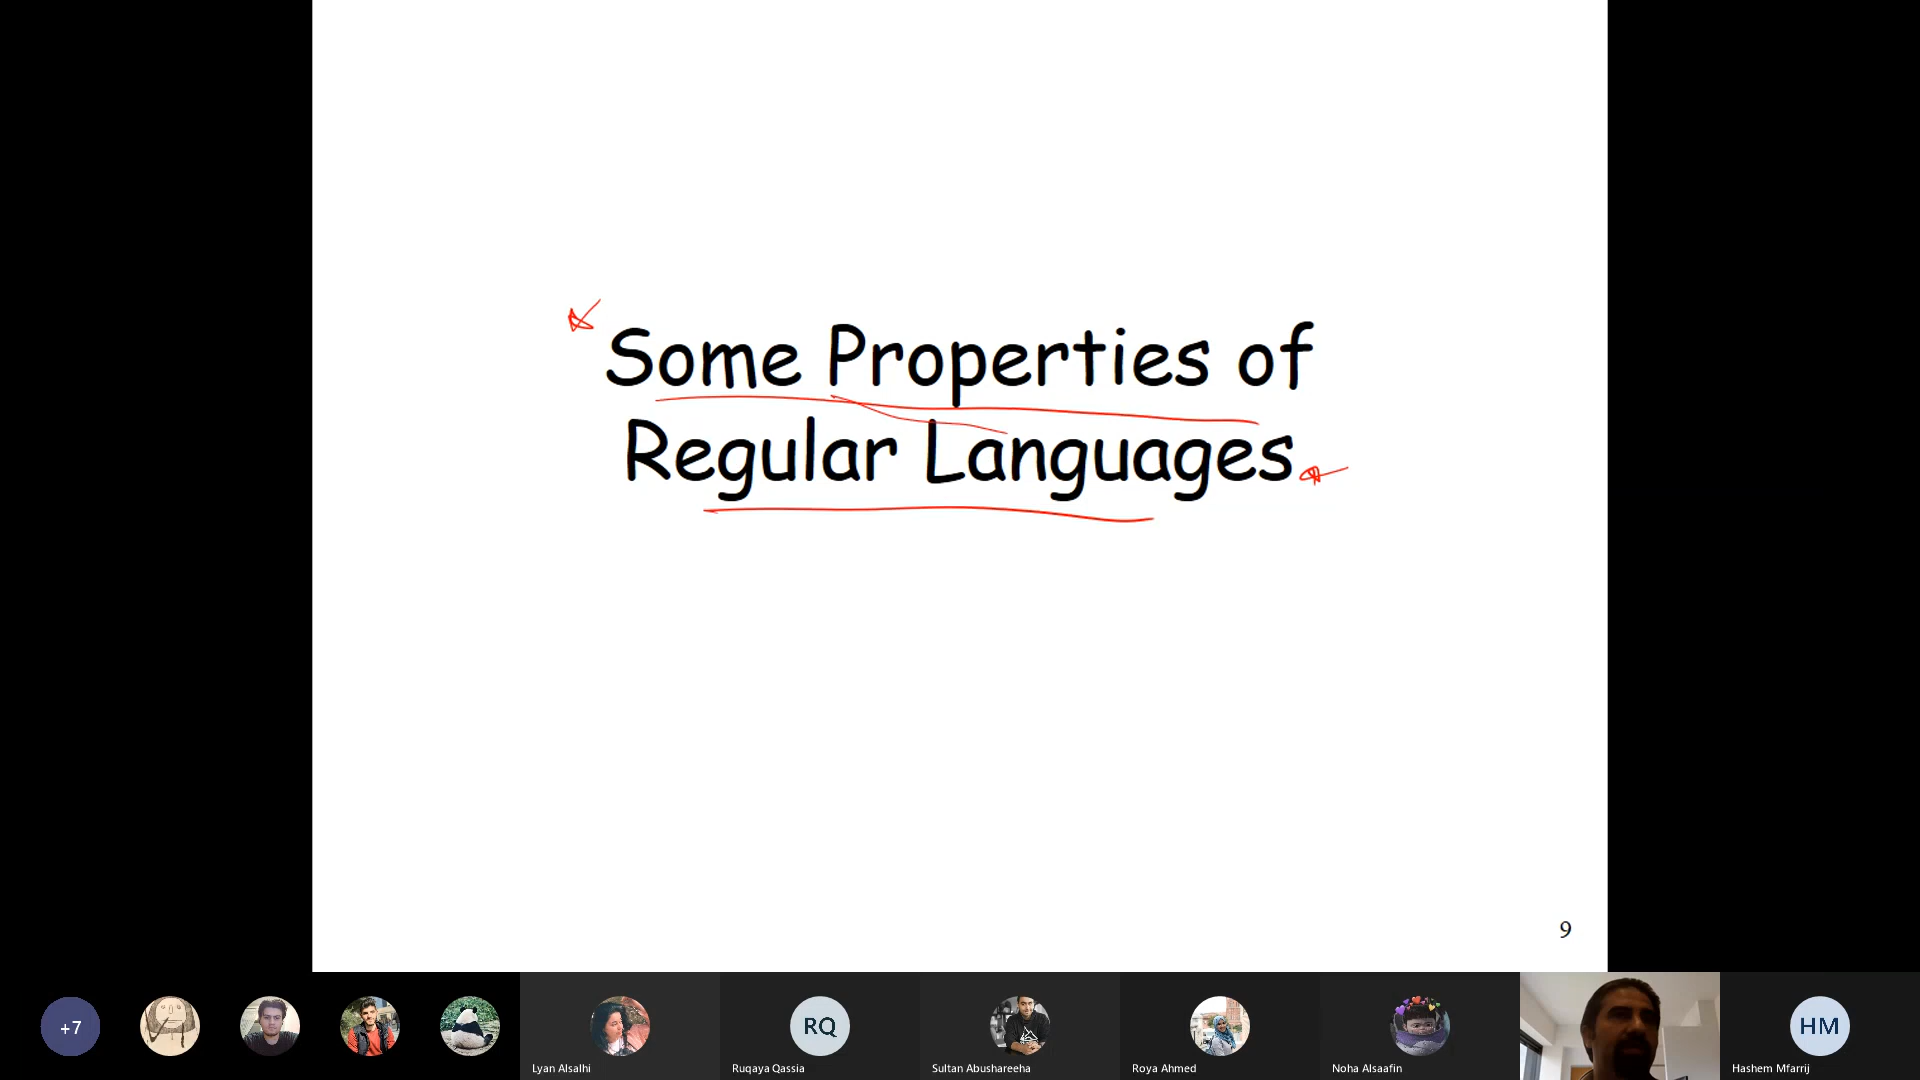 Some Properties of
Regular Languages
9
+7
Lyan Alsalhi
RQ
Ruqaya Qassia
Sultan Abushareeha
Roya Ahmed
Noha Alsaafin
HM
Hashem Mfarrij